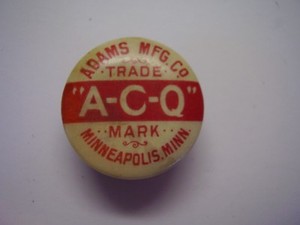 ADAMS MFG. CO
TRADE
"A-C-Q"
MARK
MINNEAPOLIS, MINN.